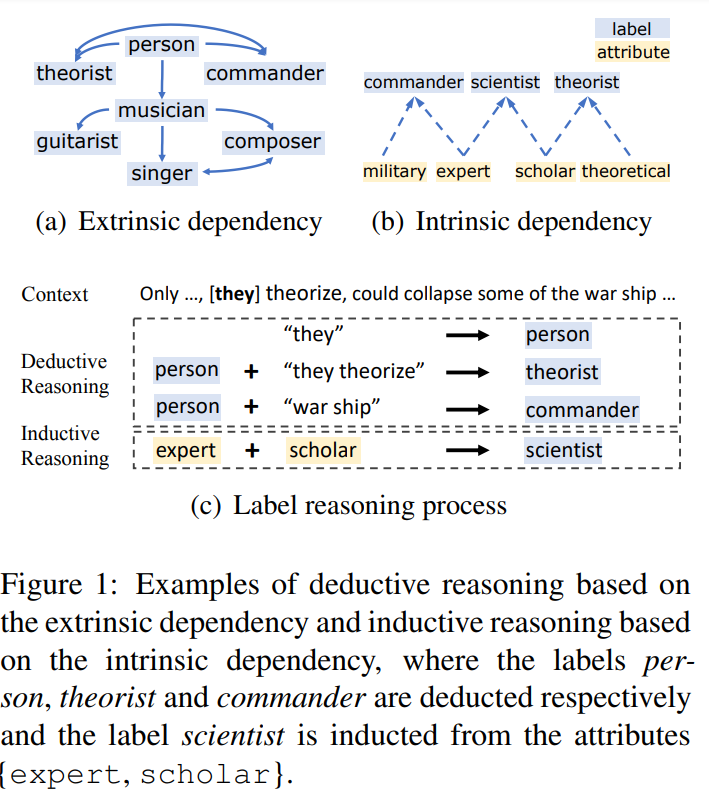 person
theorist
commander
musician
guitarist
composer
singer
(a) Extrinsic dependency
label
attribute
commander scientist theorist
military expert scholar theoretical
(b) Intrinsic dependency
Context Only ..., [they] theorize, could collapse some of the war ship ...
"they" person
Deductive Reasoning
person + "they theorize" theorist
person + "war ship" commander
Inductive Reasoning
expert + scholar scientist
(c) Label reasoning process
Figure 1: Examples of deductive reasoning based on
the extrinsic dependency and inductive reasoning based
on the intrinsic dependency, where the labels per-
son, theorist and commander are deducted respectively
and the label scientist is inducted from the attributes
{expert, scholar}.